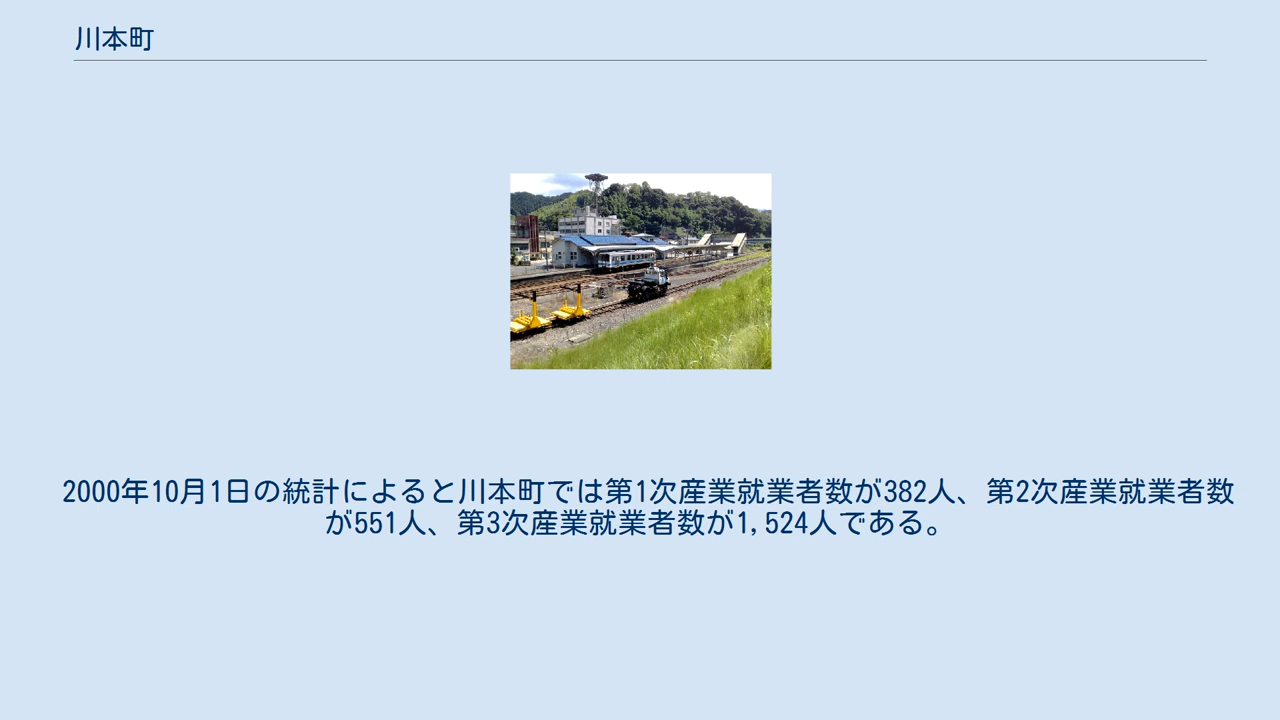 川本町
2000年10月1日の統計によると川本町では第1次産業就業者数が382人、第2次産業就業者数
が551人、第3次産業就業者数が1,524人である。